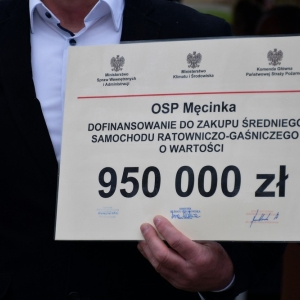 Ministerstwo
Spraw Wewnętrznych
i Administracji
Ministerstwo
Klimatu i Środowiska
Komenda Główna
Państwowej Straży Pożarnej
OSP Męcinka
DOFINANSOWANIE DO ZAKUPU ŚREDNIEGO
SAMOCHODU RATOWNICZO-GAŚNICZEGO
O WARTOŚCI
950 000 zł